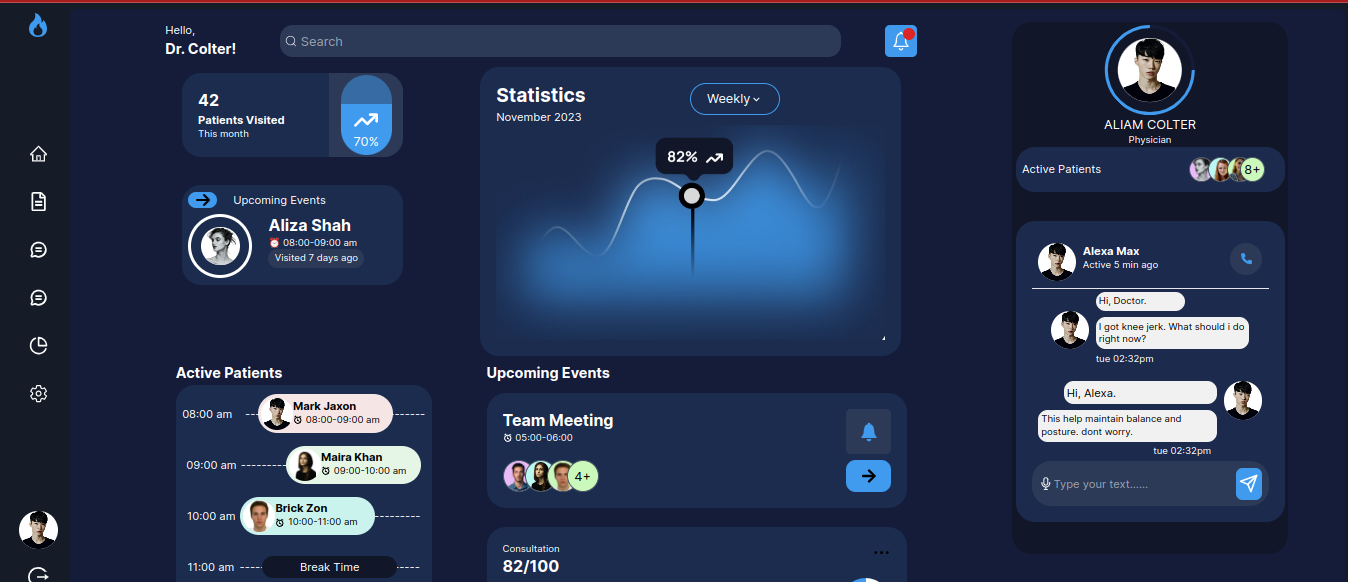 Hello,
Dr. Colter!
Search
42
Patients Visited
This month
70%
Upcoming Events
Aliza Shah
08:00-09:00 am
Visited 7 days ago
Statistics
November 2023
Weekly
82%
Active Patients
08:00 am
Mark Jaxon
08:00-09:00 am
09:00 am
Maira Khan
09:00-10:00 am
10:00 am
Brick Zon
10:00-11:00 am
11:00 am
Break Time
Upcoming Events
Team Meeting
05:00-06:00
4+
Consultation
82/100
ALIAM COLTER
Physician
Active Patients
8+
Alexa Max
Active 5 min ago
Hi, Doctor.
I got knee jerk. What should i do
right now?
tue 02:32pm
Hi, Alexa.
This help maintain balance and
posture. dont worry.
tue 02:32pm
Type your text......